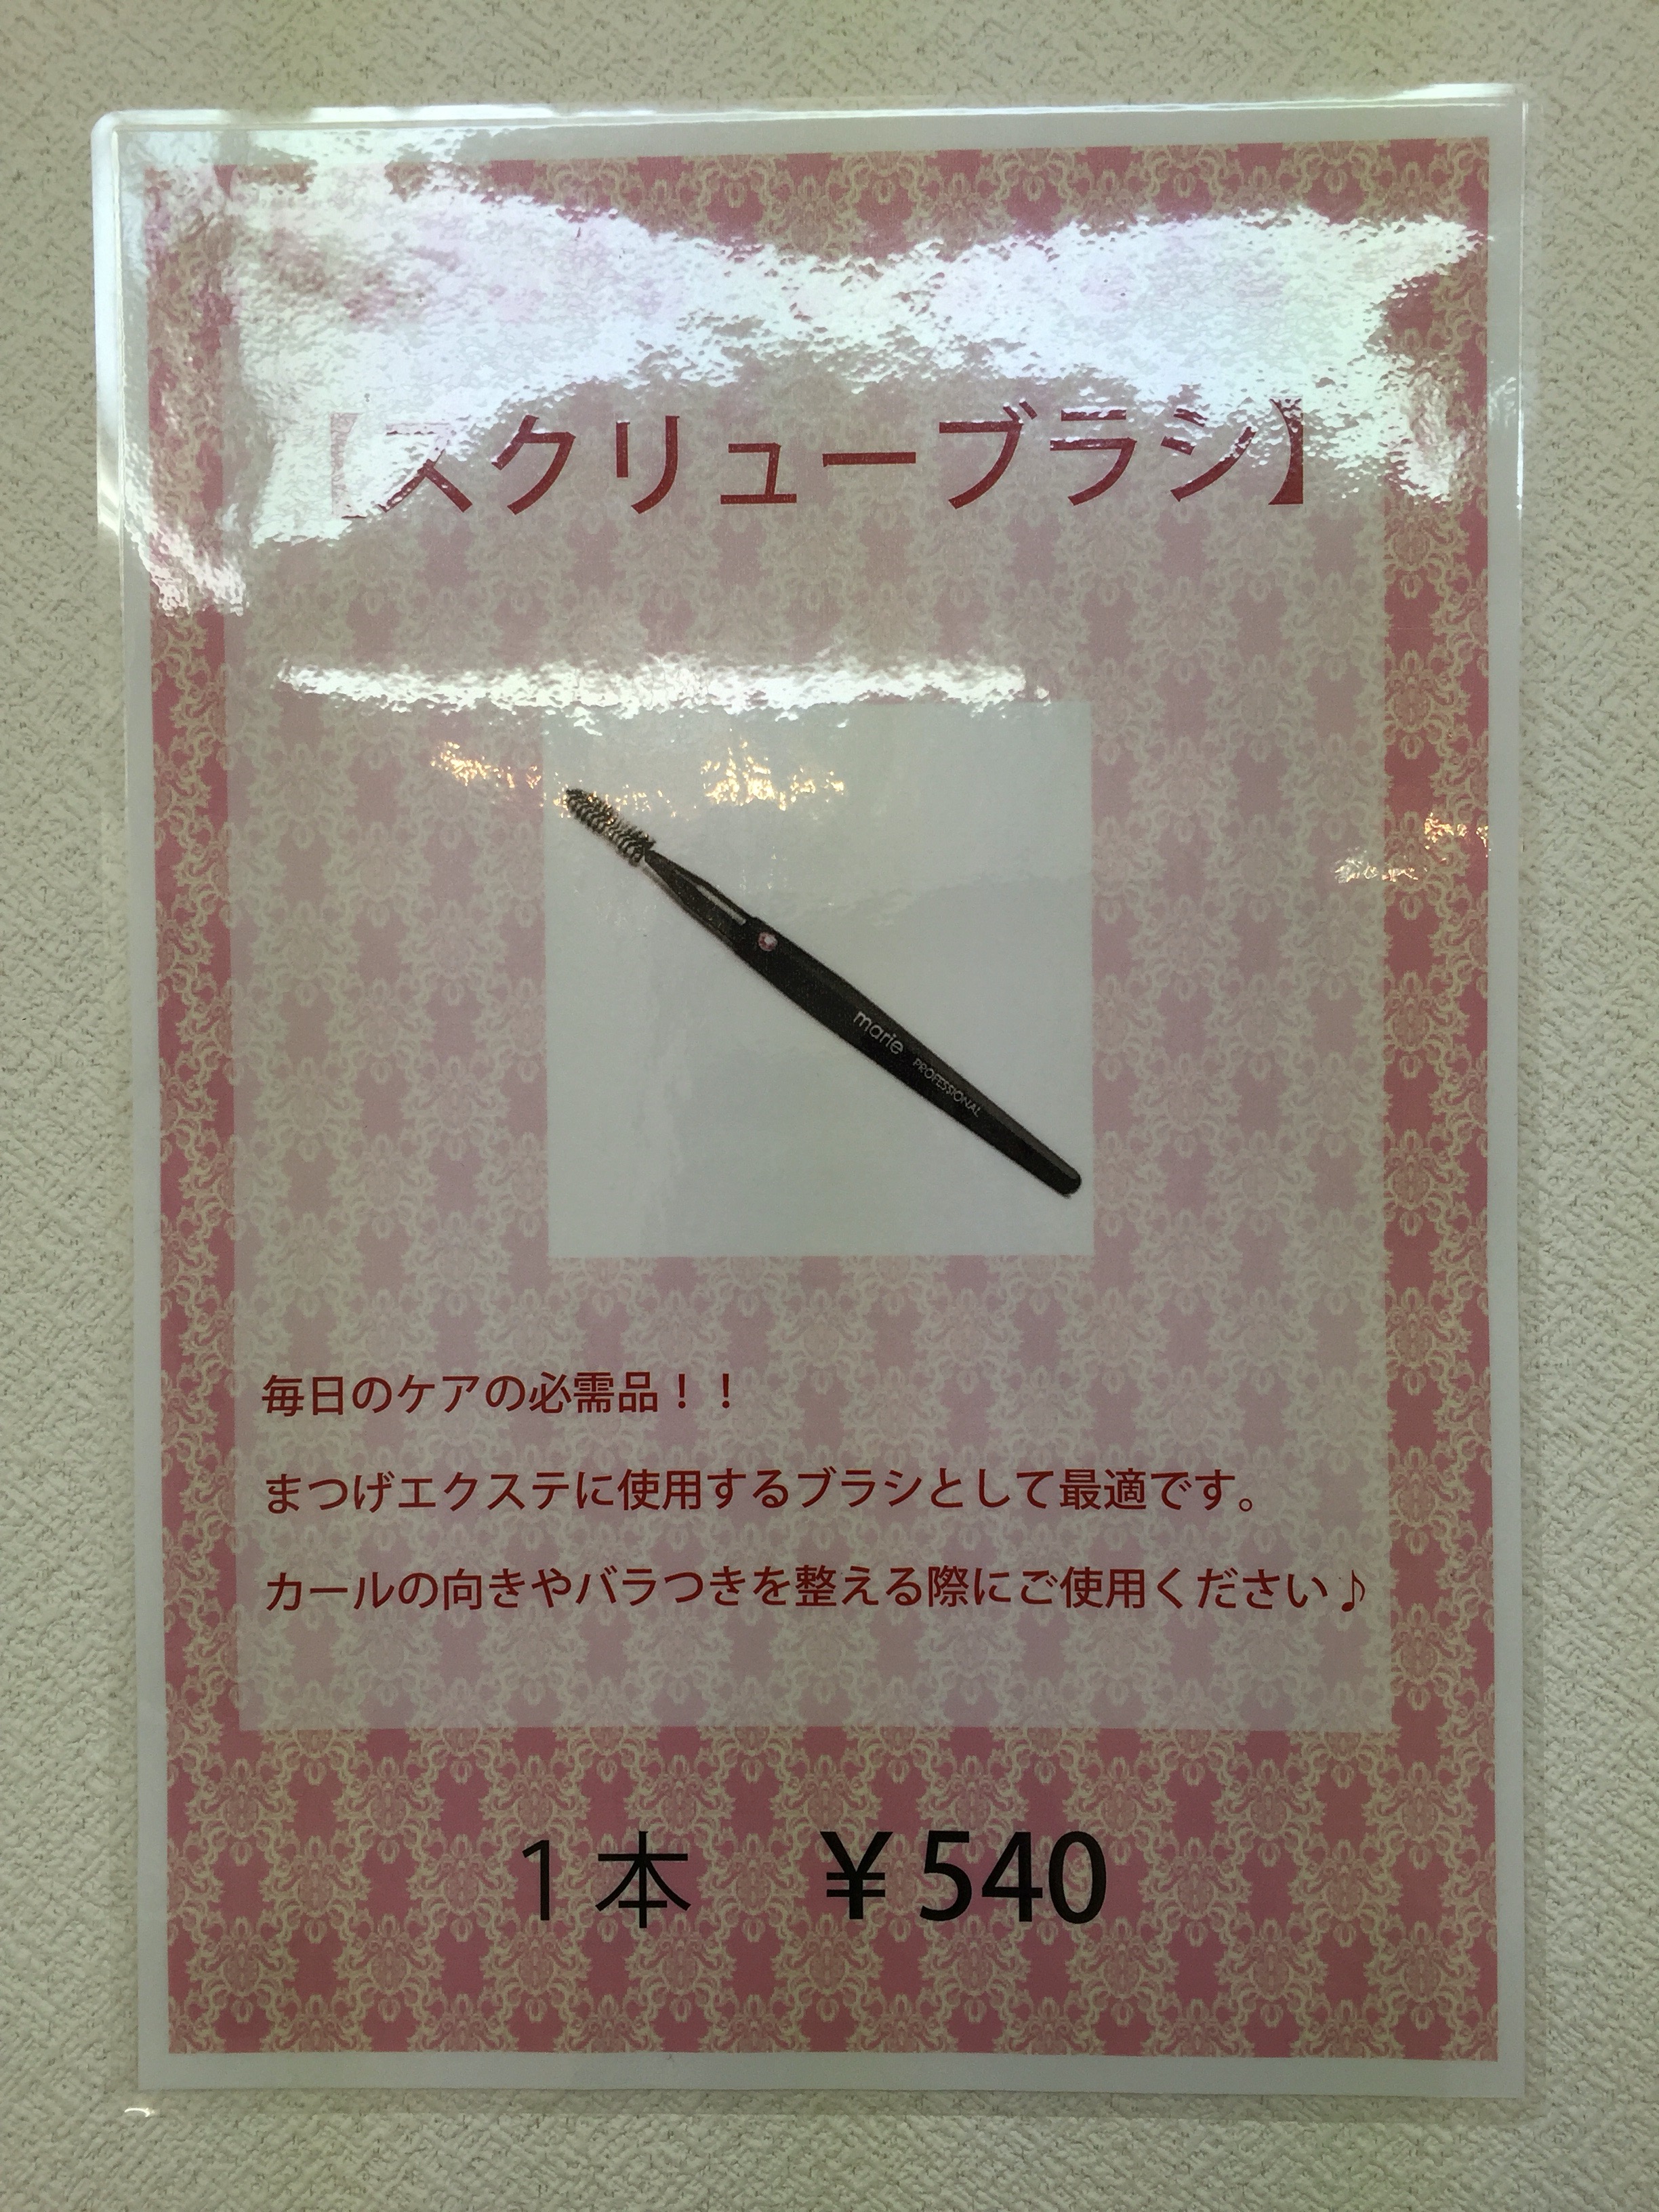 【スクリューブラシ】
marie PROFESSIONAL
毎日のケアの必需品！！
まつげエクステに使用するブラシとして最適です。
カールの向きやバラつきを整える際にご使用ください♪
１本　￥540